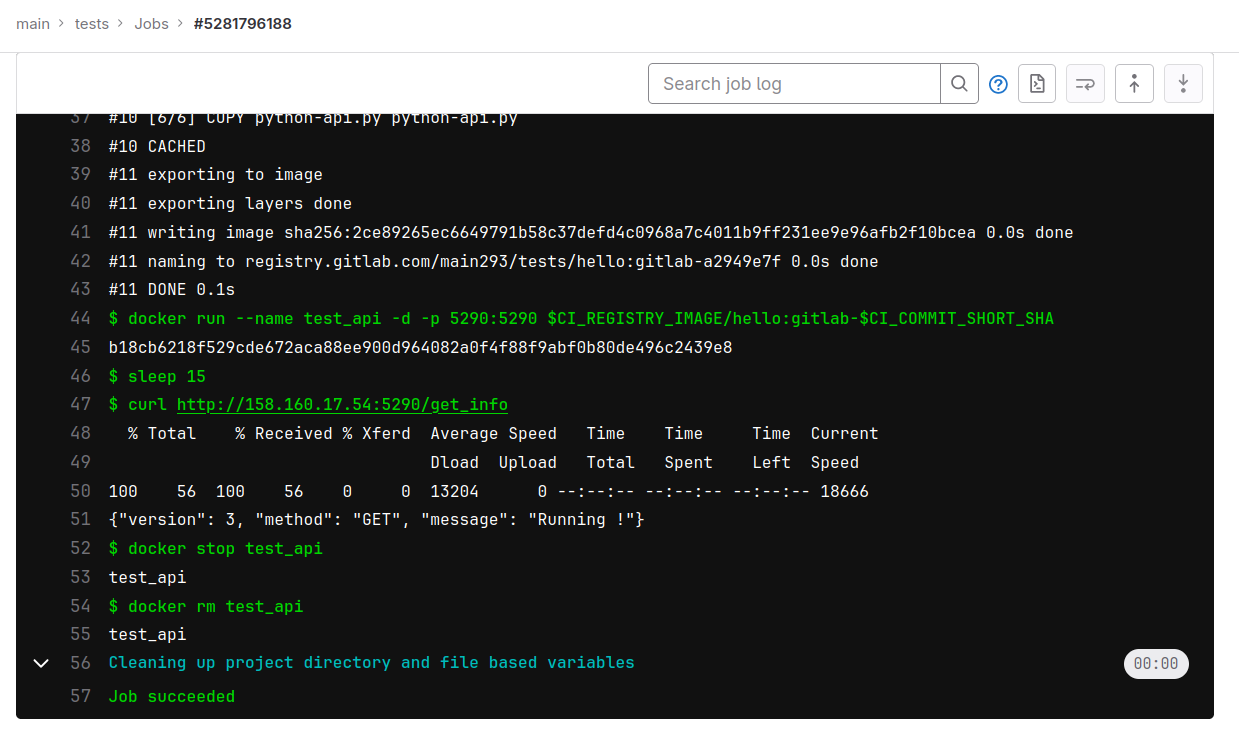 main > tests > Jobs > #5281796188
Search job log
37 #10 [6/6] COPY python-api.py python-api.py
38 #10 CACHED
39 #11 exporting to image
40 #11 exporting layers done
41 #11 writing image sha256:2ce89265ec6649791b58c37defd4c0968a7c4011b9ff231ee9e96afb2f10bcea 0.0s done
42 #11 naming to registry.gitlab.com/main293/tests/hello:gitlab-a2949e7f 0.0s done
43 #11 DONE 0.1s
44 $ docker run --name test_api -d -p 5290:5290 $CI_REGISTRY_IMAGE/hello:gitlab-$CI_COMMIT_SHORT_SHA
45 b18cb6218f529cde672aca88ee900d964082a0f4f88f9abf0b80de496c2439e8
46 $ sleep 15
47 $ curl http://158.160.17.54:5290/get_info
48 % Total % Received % Xferd Average Speed Time Time Time Current
49 Dload Upload Total Spent Left Speed
50 100 56 100 56 0 0 13204 0 --:--:-- --:--:-- --:--:-- 18666
51 {"version": 3, "method": "GET", "message": "Running !"}
52 $ docker stop test_api
53 test_api
54 $ docker rm test_api
55 test_api
56 Cleaning up project directory and file based variables 00:00
57 Job succeeded